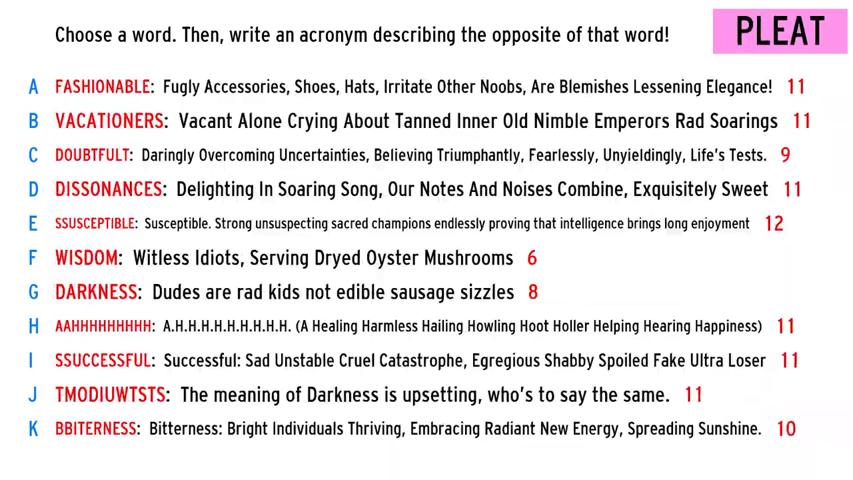 Choose a word. Then, write an acronym describing the opposite of that word!
PLEAT
A FASHIONABLE: Fugly Accessories, Shoes, Hats, Irritate Other Noobs, Are Blemishes Lessening Elegance! 11
B VACATIONERS: Vacant Alone Crying About Tanned Inner Old Nimble Emperors Rad Soarings 11
C DOUBTFULT: Daringly Overcoming Uncertainties, Believing Triumphantly, Fearlessly, Unyieldingly, Life's Tests. 9
D DISSONANCES: Delighting In Soaring Song, Our Notes And Noises Combine, Exquisitely Sweet 11
E SSUSCEPTIBLE: Susceptible. Strong unsuspecting sacred champions endlessly proving that intelligence brings long enjoyment 12
F WISDOM: Witless Idiots, Serving Dryed Oyster Mushrooms 6
G DARKNESS: Dudes are rad kids not edible sausage sizzles 8
H AAHHHHHHHHH: A.H.H.H.H.H.H.H.H.H. (A Healing Harmless Hailing Howling Hoot Holler Helping Hearing Happiness) 11
I SSUCCESSFUL: Successful: Sad Unstable Cruel Catastrophe, Egregious Shabby Spoiled Fake Ultra Loser 11
J TMODIUWTSTS: The meaning of Darkness is upsetting, who's to say the same. 11
K BBITERNESS: Bitterness: Bright Individuals Thriving, Embracing Radiant New Energy, Spreading Sunshine. 10